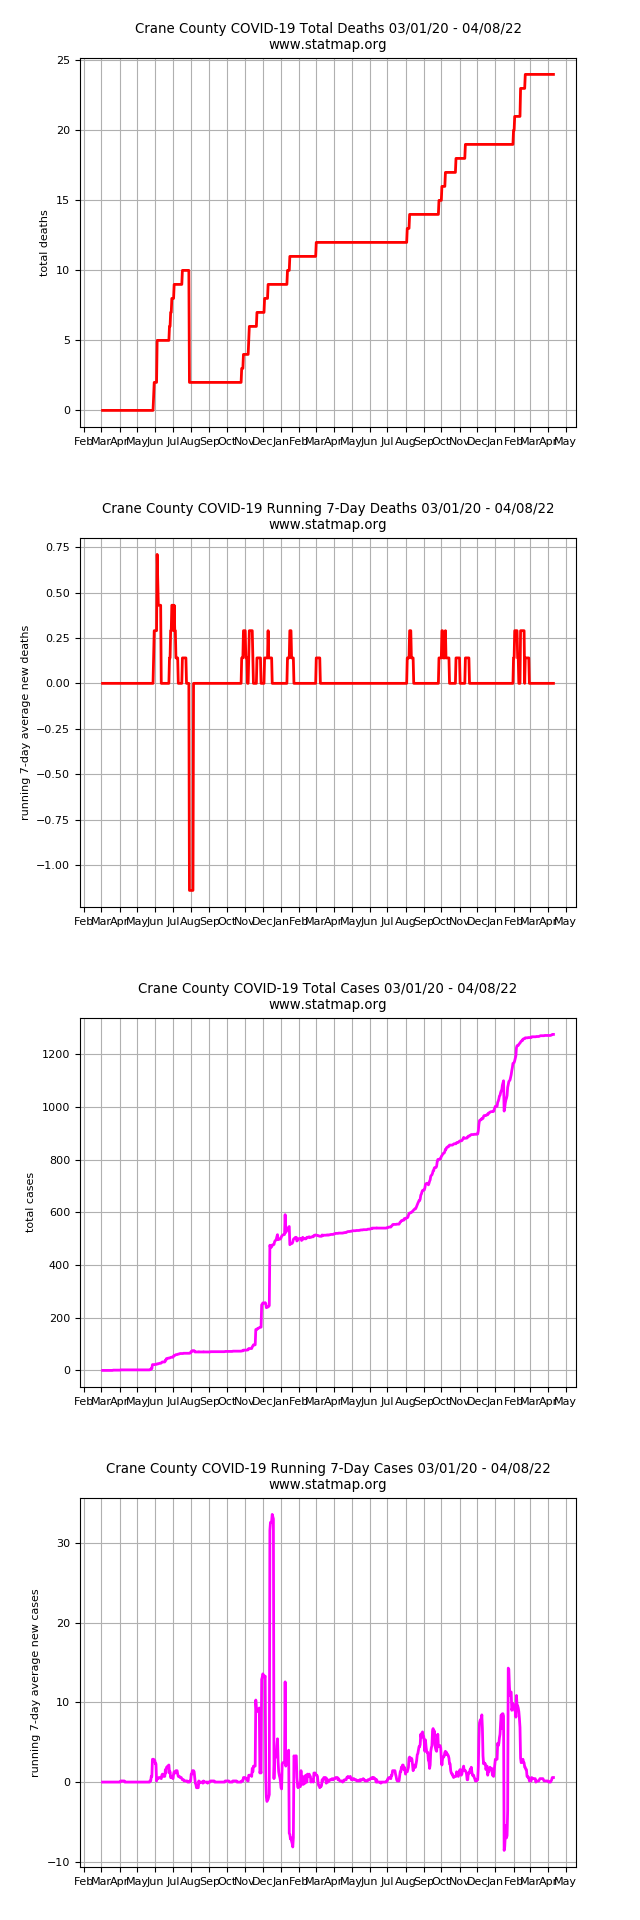 Crane County COVID-19 Total Deaths 03/01/20 - 04/08/22
www.statmap.org
25
20
15
10
5
0
total deaths
Feb Mar Apr May Jun Jul Aug Sep Oct Nov Dec Jan Feb Mar Apr May Jun Jul Aug Sep Oct Nov Dec Jan Feb Mar Apr May
Crane County COVID-19 Running 7-Day Deaths 03/01/20 - 04/08/22
www.statmap.org
0.75
0.50
0.25
0.00
−0.25
−0.50
−0.75
−1.00
running 7-day average new deaths
Feb Mar Apr May Jun Jul Aug Sep Oct Nov Dec Jan Feb Mar Apr May Jun Jul Aug Sep Oct Nov Dec Jan Feb Mar Apr May
Crane County COVID-19 Total Cases 03/01/20 - 04/08/22
www.statmap.org
1200
1000
800
600
400
200
0
total cases
Feb Mar Apr May Jun Jul Aug Sep Oct Nov Dec Jan Feb Mar Apr May Jun Jul Aug Sep Oct Nov Dec Jan Feb Mar Apr May
Crane County COVID-19 Running 7-Day Cases 03/01/20 - 04/08/22
www.statmap.org
30
20
10
0
−10
running 7-day average new cases
Feb Mar Apr May Jun Jul Aug Sep Oct Nov Dec Jan Feb Mar Apr May Jun Jul Aug Sep Oct Nov Dec Jan Feb Mar Apr May